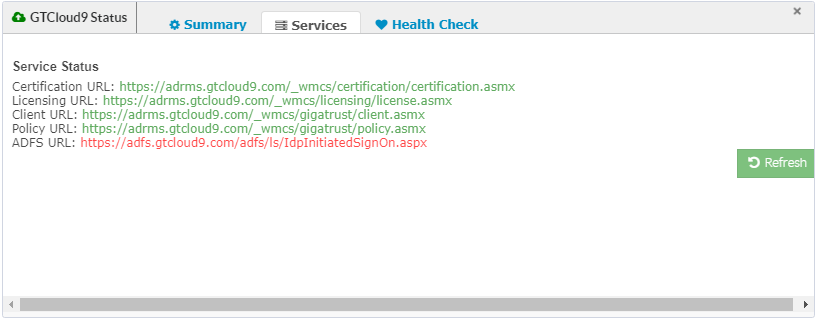 GTCloud9 Status
Summary
Services
Health Check
Service Status
Certification URL: https://adrms.gtcloud9.com/_wmcs/certification/certification.asmx
Licensing URL: https://adrms.gtcloud9.com/_wmcs/licensing/license.asmx
Client URL: https://adrms.gtcloud9.com/_wmcs/gigatrust/client.asmx
Policy URL: https://adrms.gtcloud9.com/_wmcs/gigatrust/policy.asmx
ADFS URL: https://adfs.gtcloud9.com/adfs/ls/IdpInitiatedSignOn.aspx
Refresh